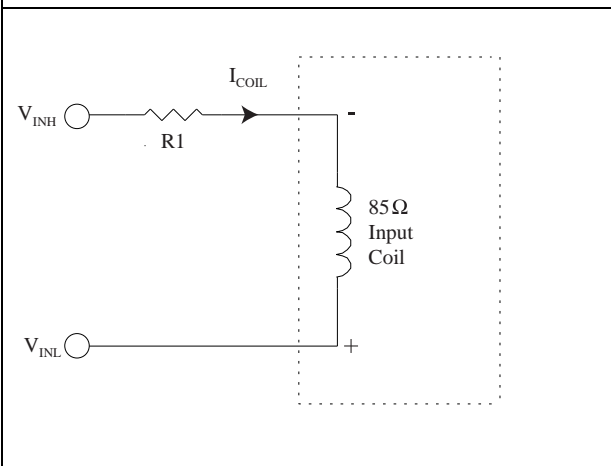 I_COIL
V_INH
-
R1
85Ω
Input
Coil
V_INL
+